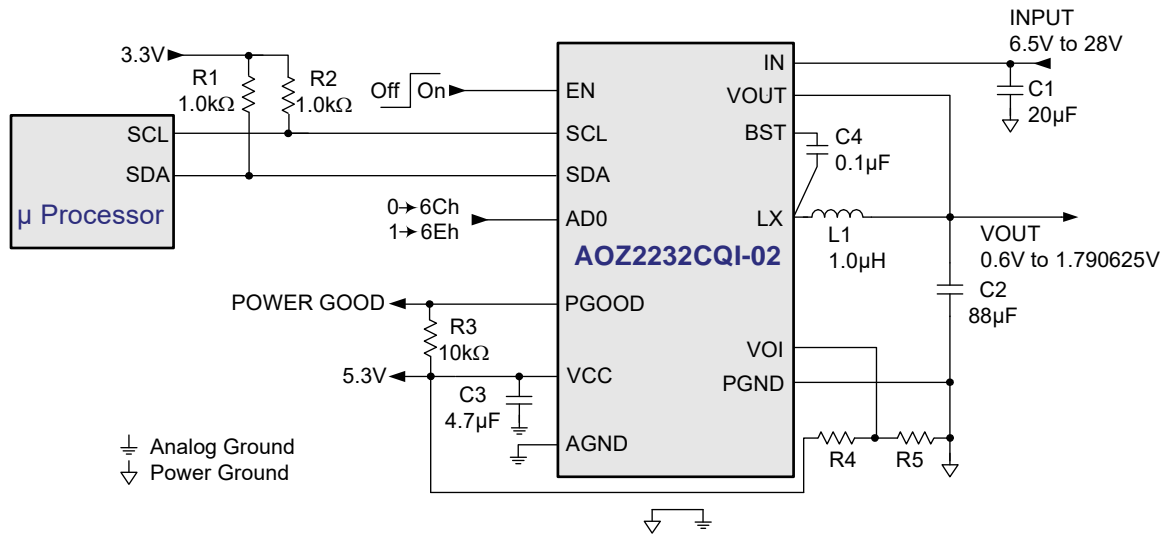 INPUT
6.5V to 28V
3.3V
R1
1.0kΩ
R2
1.0kΩ
Off
On
EN
IN
VOUT
C1
20µF
SCL
SCL
BST
C4
0.1µF
SDA
SDA
µ Processor
0→6Ch
1→6Eh
AD0
LX
AOZ2232CQI-02
L1
1.0µH
VOUT
0.6V to 1.790625V
C2
88µF
POWER GOOD
PGOOD
R3
10kΩ
VOI
5.3V
VCC
PGND
C3
4.7µF
AGND
R4
R5
Analog Ground
Power Ground